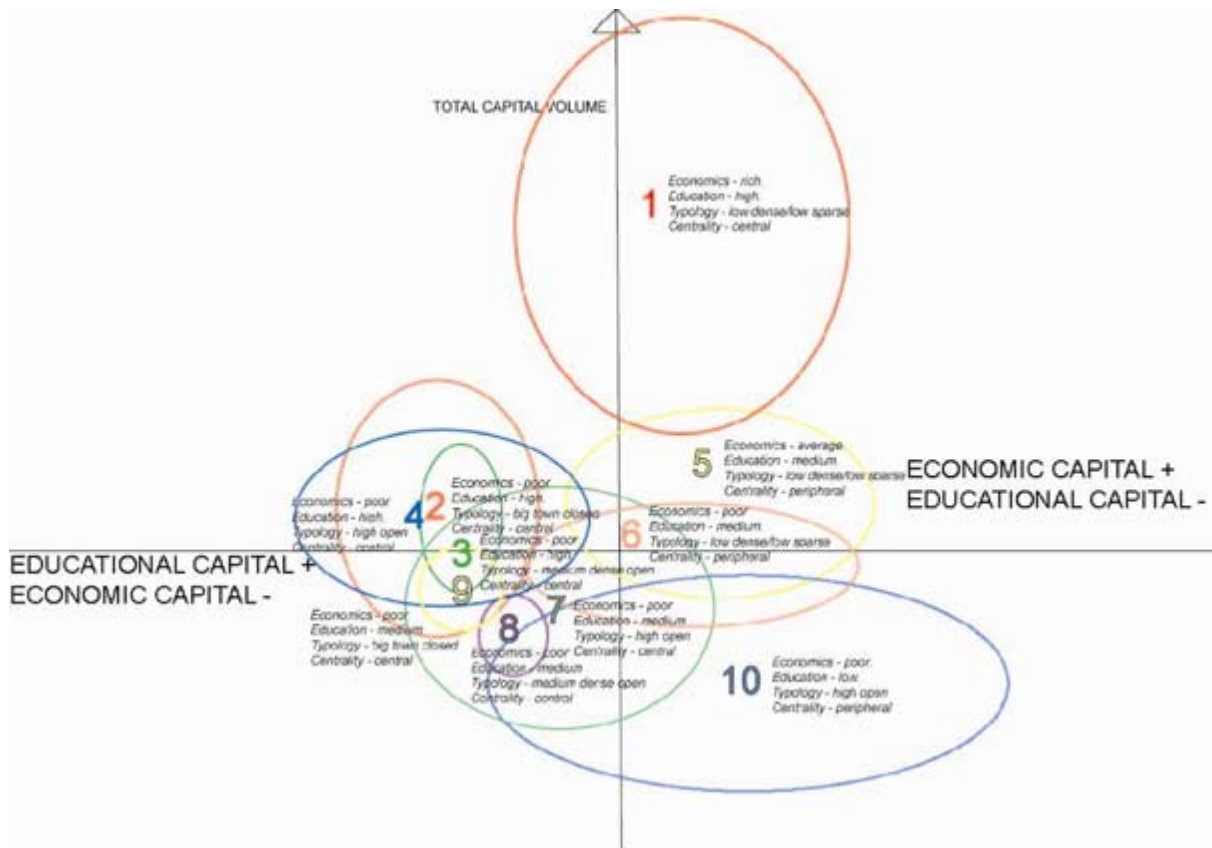 TOTAL CAPITAL VOLUME
1
Economics - rich
Education - high
Typology - low dense/low sparse
Centrality - central
5
Economics - average
Education - medium
Typology - low dense/low sparse
Centrality - peripheral
ECONOMIC CAPITAL +
EDUCATIONAL CAPITAL -
4
Economics - poor
Education - high
Typology - high open
Centrality - control
2
Economics - poor
Education - high
Typology - big town closed
Centrality - central
6
Economics - poor
Education - medium
Typology - low dense/low sparse
Centrality - peripheral
3
Economics - poor
Education - high
Typology - medium dense open
Centrality - central
EDUCATIONAL CAPITAL +
ECONOMIC CAPITAL -
9
Economics - poor
Education - medium
Typology - big town closed
Centrality - central
7
Economics - poor
Education - medium
Typology - high open
Centrality - central
8
Economics - poor
Education - medium
Typology - medium dense open
Centrality - control
10
Economics - poor
Education - low
Typology - high open
Centrality - peripheral